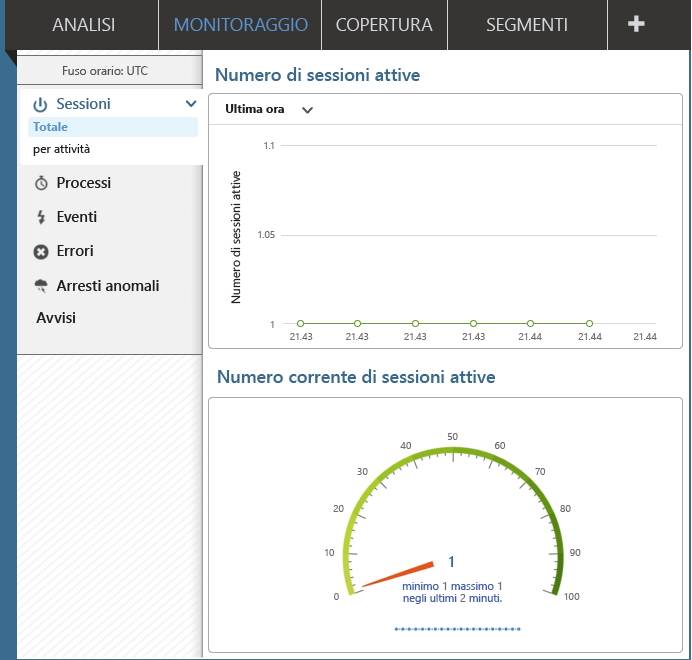 ANALISI MONITORAGGIO COPERTURA SEGMENTI
Fuso orario: UTC
Sessioni
Totale
per attività
Processi
Eventi
Errori
Arresti anomali
Avvisi
Numero di sessioni attive
Ultima ora
Numero di sessioni attive
1.1
1.05
1
21.43 21.43 21.43 21.43 21.44 21.44 21.44
Numero corrente di sessioni attive
0 10 20 30 40 50 60 70 80 90 100
1
minimo 1 massimo 1
negli ultimi 2 minuti.